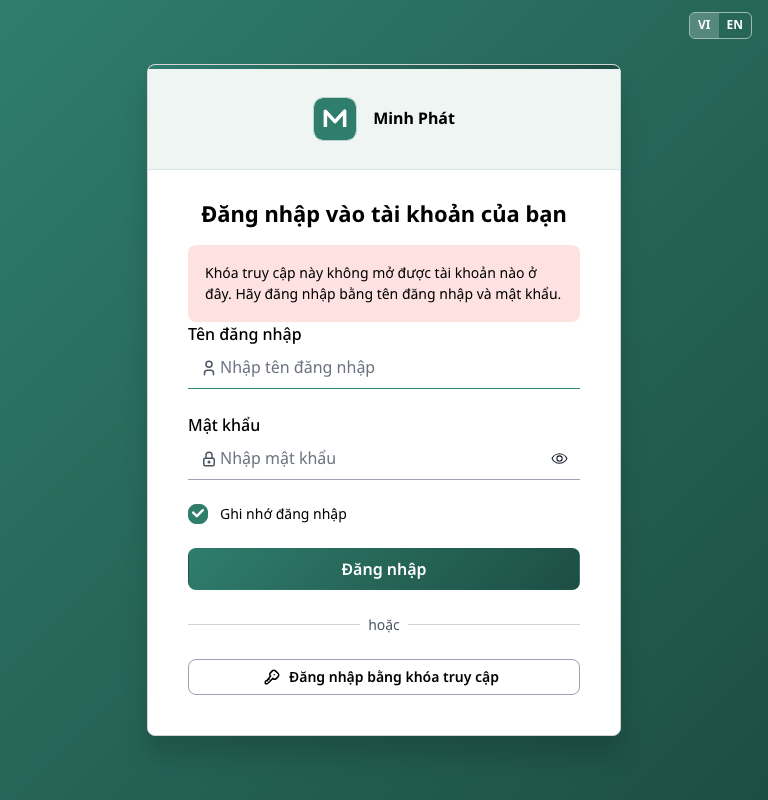 VI EN
Minh Phát
Đăng nhập vào tài khoản của bạn
Khóa truy cập này không mở được tài khoản nào ở
đây. Hãy đăng nhập bằng tên đăng nhập và mật khẩu.
Tên đăng nhập
Nhập tên đăng nhập
Mật khẩu
Nhập mật khẩu
Ghi nhớ đăng nhập
Đăng nhập
hoặc
Đăng nhập bằng khóa truy cập